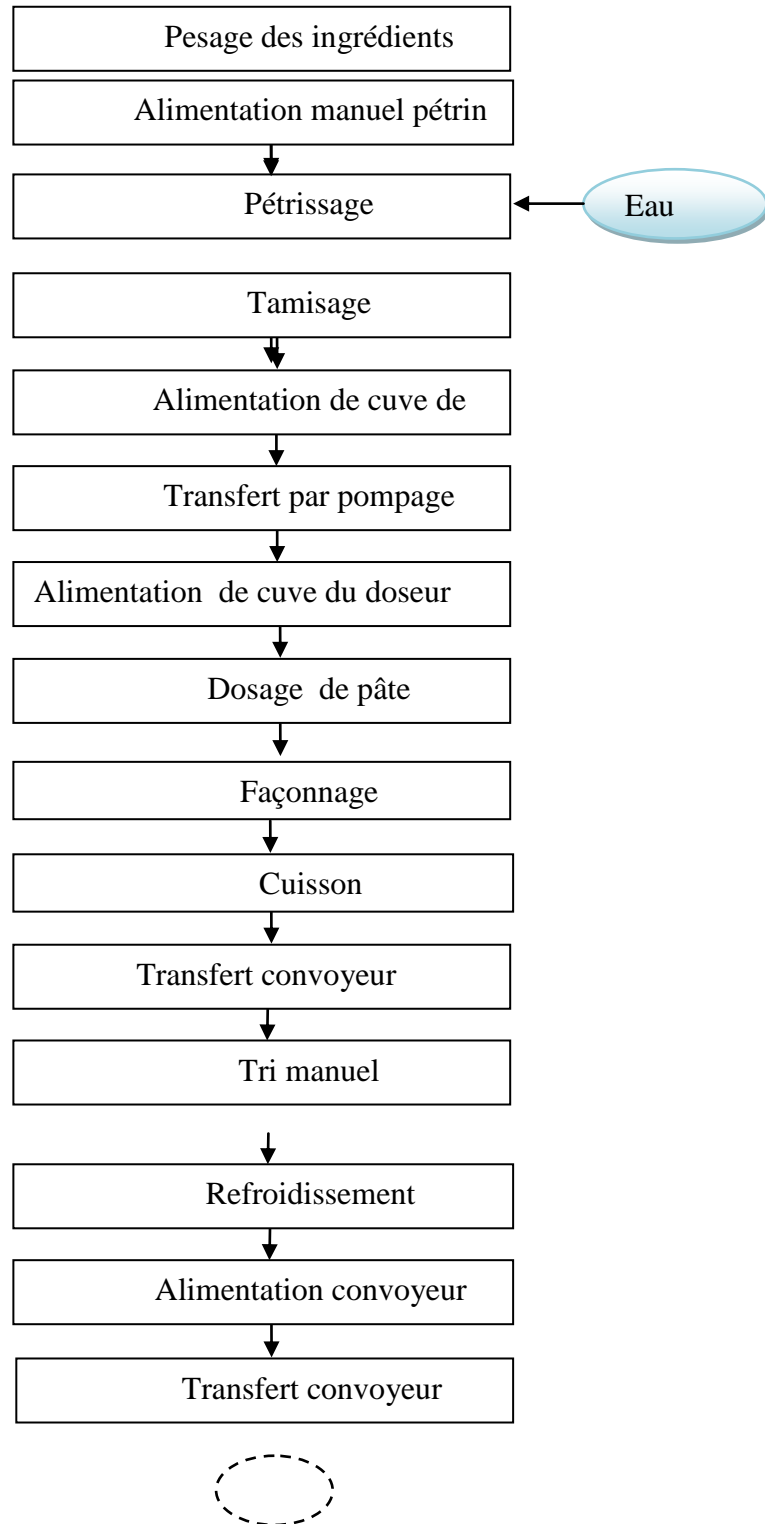 Pesage des ingrédients
Alimentation manuel pétrin
Pétrissage
Eau
Tamisage
Alimentation de cuve de
Transfert par pompage
Alimentation de cuve du doseur
Dosage de pâte
Façonnage
Cuisson
Transfert convoyeur
Tri manuel
Refroidissement
Alimentation convoyeur
Transfert convoyeur